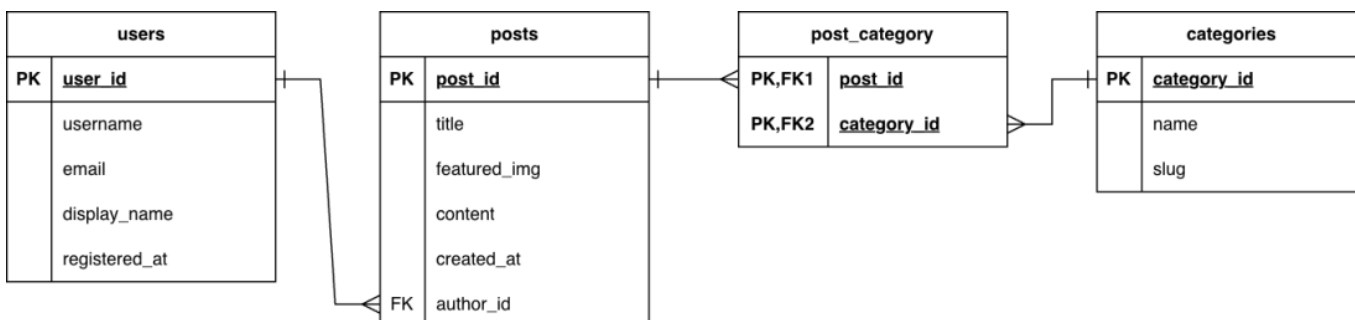 users
PK user_id
username
email
display_name
registered_at
posts
PK post_id
title
featured_img
content
created_at
FK author_id
post_category
PK,FK1 post_id
PK,FK2 category_id
categories
PK category_id
name
slug